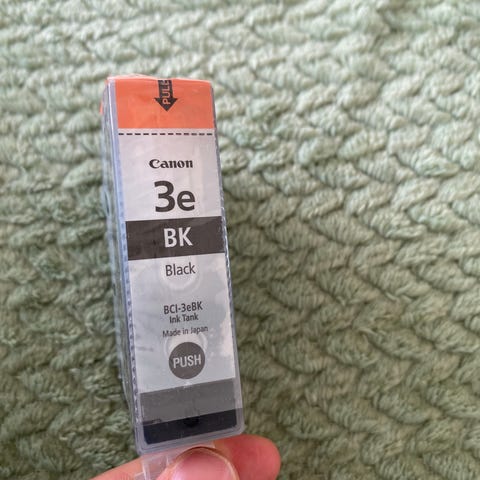 PULL
Canon
3e
BK
Black
BCI-3eBK
Ink Tank
Made in Japan
PUSH